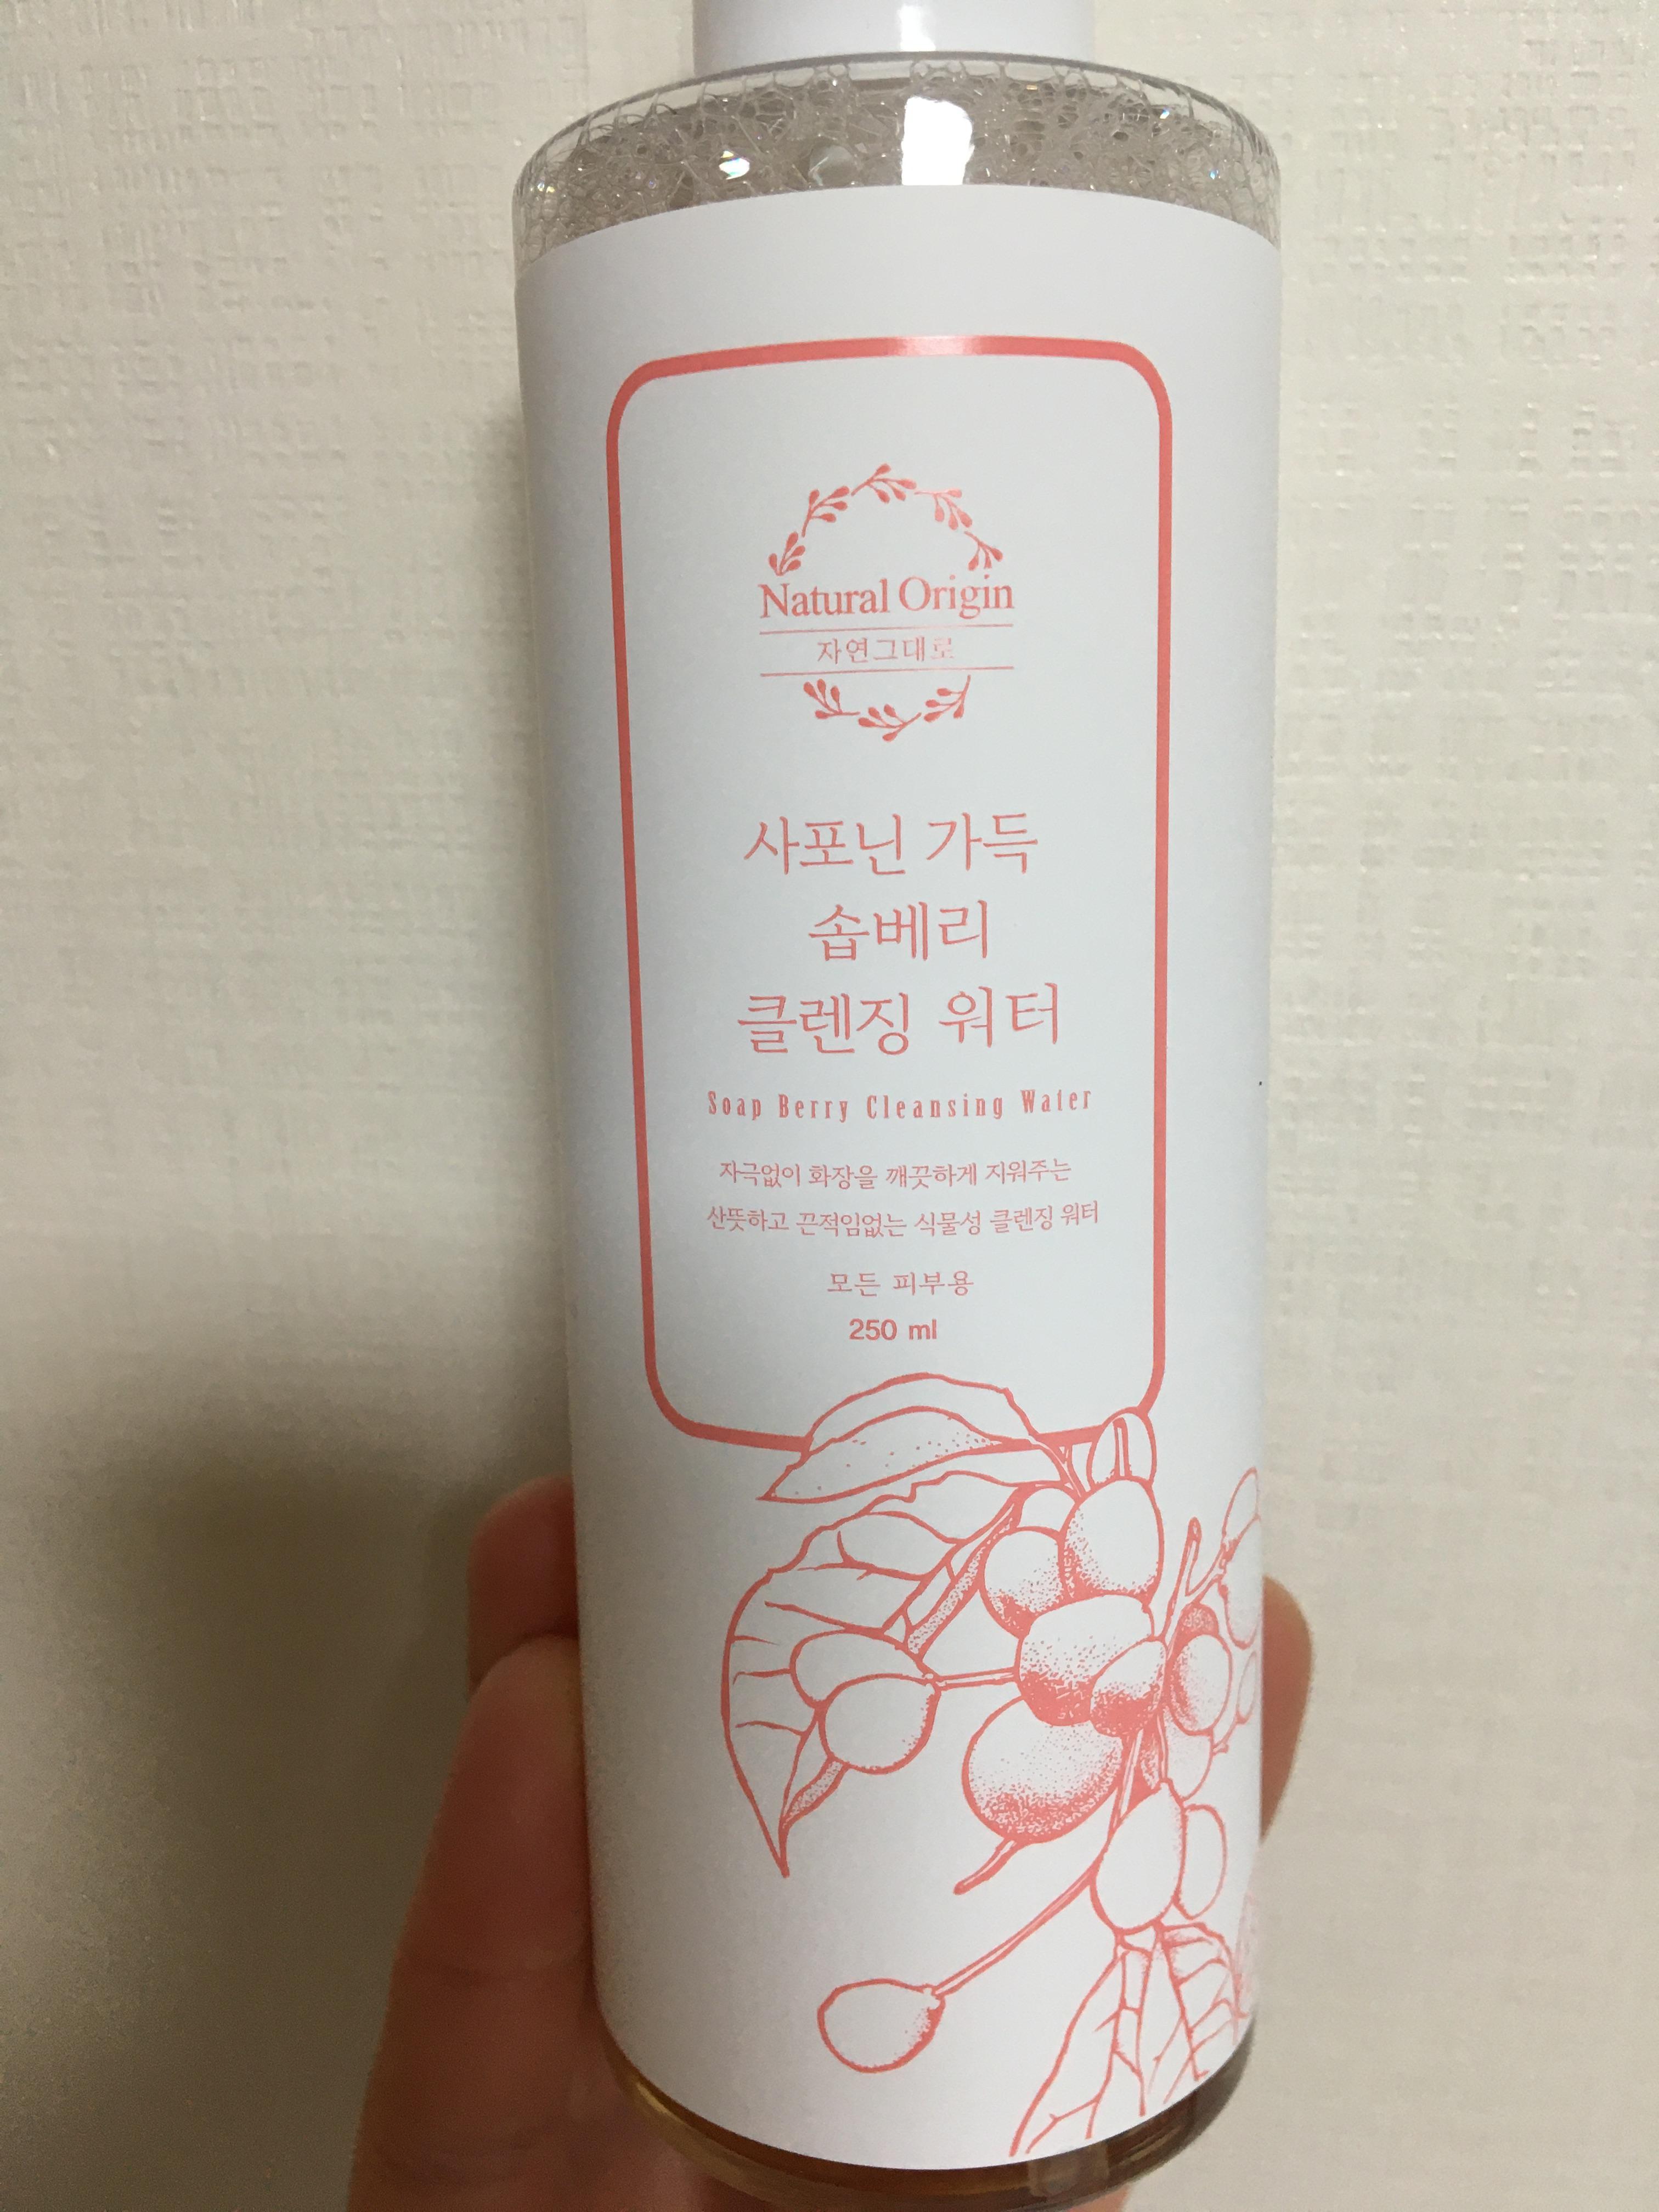 Natural Origin
자연그대로
사포닌 가득
솝베리
클렌징 워터
Soap Berry Cleansing Water
자극없이 화장을 깨끗하게 지워주는
산뜻하고 끈적임없는 식물성 클렌징 워터
모든 피부용
250 ml